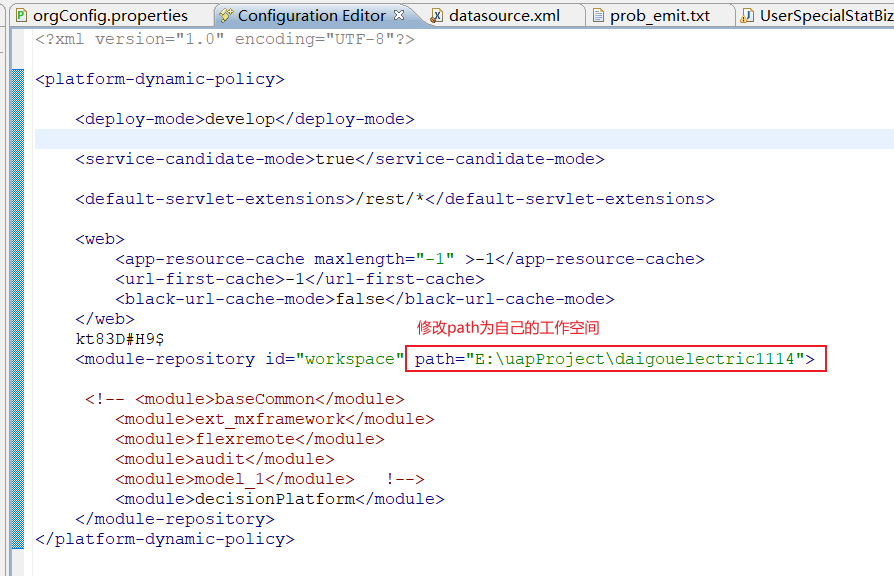 orgConfig.properties Configuration Editor datasource.xml prob_emit.txt UserSpecialStatBiz
<?xml version="1.0" encoding="UTF-8"?>
<platform-dynamic-policy>
<deploy-mode>develop</deploy-mode>
<service-candidate-mode>true</service-candidate-mode>
<default-servlet-extensions>/rest/*</default-servlet-extensions>
<web>
<app-resource-cache maxlength="-1" >-1</app-resource-cache>
<url-first-cache>-1</url-first-cache>
<black-url-cache-mode>false</black-url-cache-mode>
</web>
修改path为自己的工作空间
kt83D#H9$
<module-repository id="workspace" path="E:\uapProject\daigouelectric1114">
<!-- <module>baseCommon</module>
<module>ext_mxframework</module>
<module>flexremote</module>
<module>audit</module>
<module>model_1</module> !-->
<module>decisionPlatform</module>
</module-repository>
</platform-dynamic-policy>